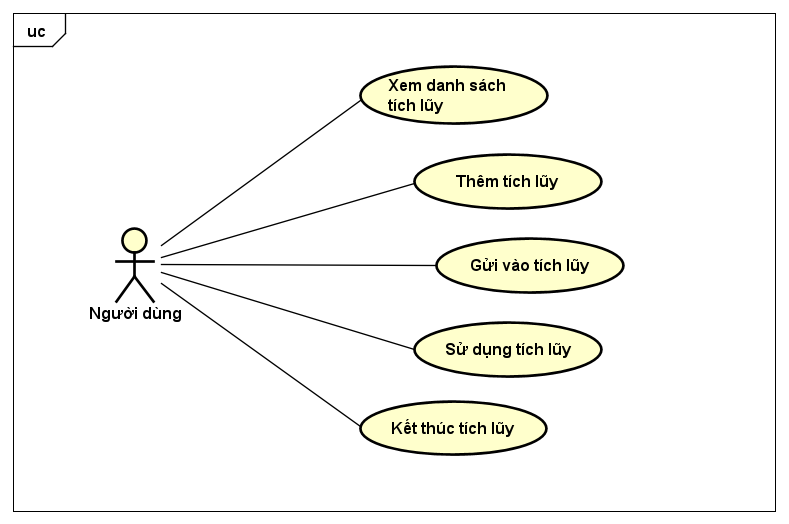 uc
Xem danh sách
tích lũy
Thêm tích lũy
Gửi vào tích lũy
Người dùng
Sử dụng tích lũy
Kết thúc tích lũy